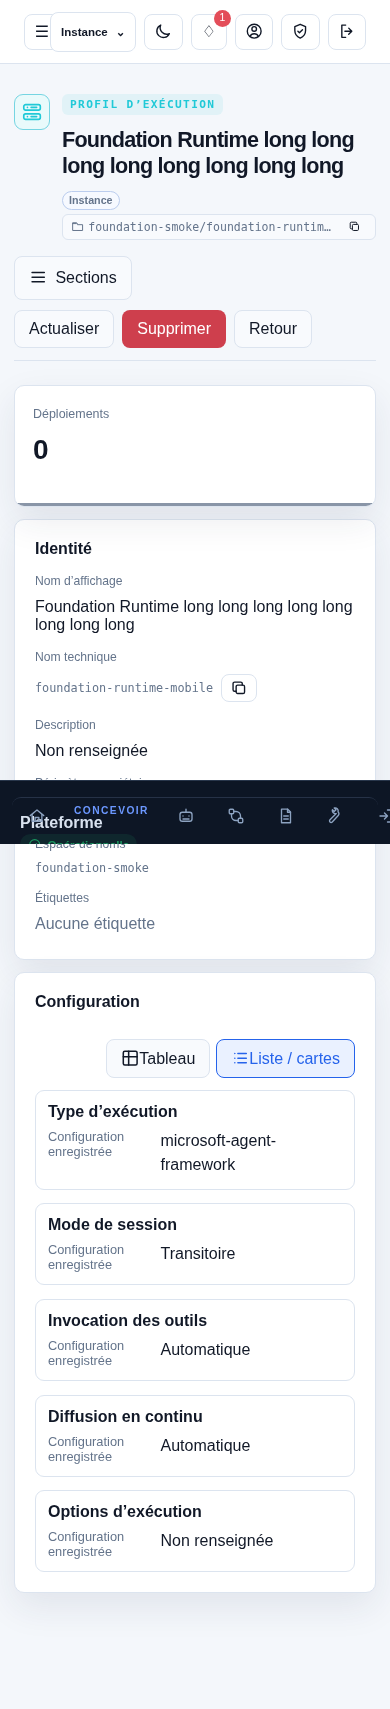 Instance
1
PROFIL D’EXÉCUTION
Foundation Runtime long long
long long long long long long
Instance
foundation-smoke/foundation-runtim…
Sections
Actualiser
Supprimer
Retour
Déploiements
0
Identité
Nom d’affichage
Foundation Runtime long long long long long
long long long
Nom technique
foundation-runtime-mobile
Description
Non renseignée
CONCEVOIR
Plateforme
Espace de noms
foundation-smoke
Étiquettes
Aucune étiquette
Configuration
Tableau
Liste / cartes
Type d’exécution
Configuration
enregistrée
microsoft-agent-
framework
Mode de session
Configuration
enregistrée
Transitoire
Invocation des outils
Configuration
enregistrée
Automatique
Diffusion en continu
Configuration
enregistrée
Automatique
Options d’exécution
Configuration
enregistrée
Non renseignée